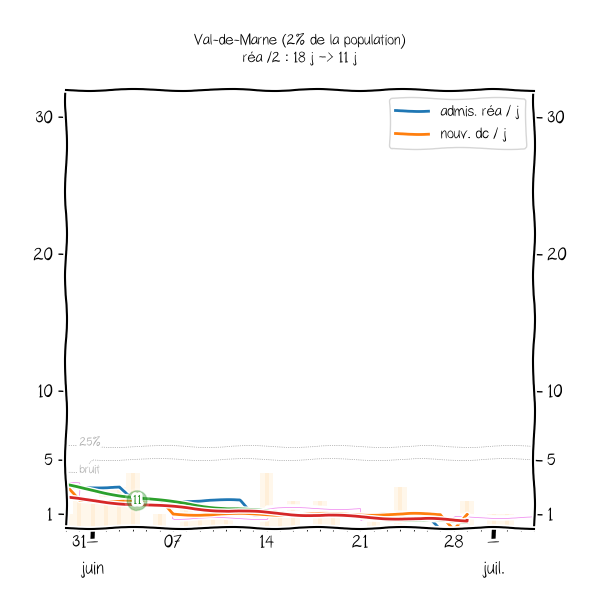 Val-de-Marne (2% de la population)
réa /2 : 18 j -> 11 j
admis. réa / j
nouv. dc / j
30
30
20
20
10
10
25%
5
5
bruit
11
1
1
31
07
14
21
28
juin
juil.